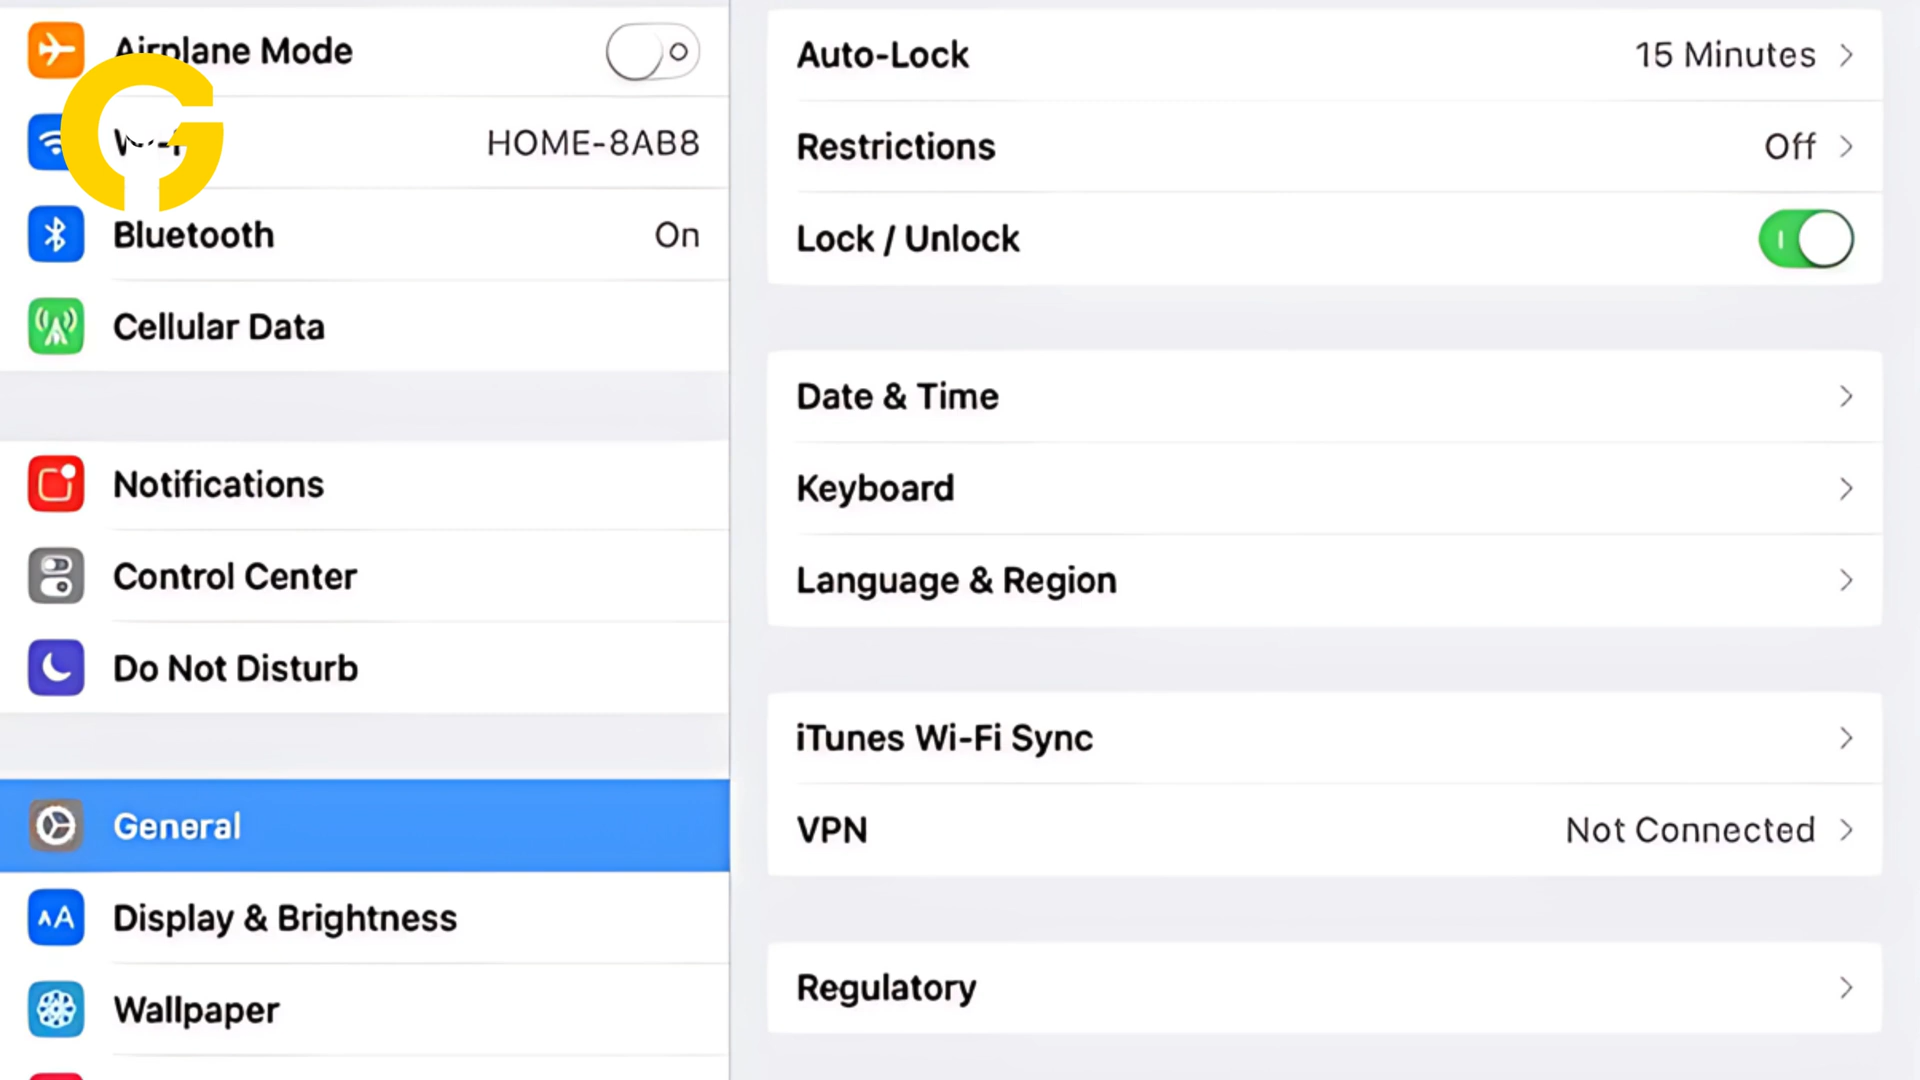 Airplane Mode
Wi-Fi
HOME-8AB8
Bluetooth
On
Cellular Data
Notifications
Control Center
Do Not Disturb
General
Display & Brightness
Wallpaper
Auto-Lock
15 Minutes
Restrictions
Off
Lock / Unlock
Date & Time
Keyboard
Language & Region
iTunes Wi-Fi Sync
VPN
Not Connected
Regulatory